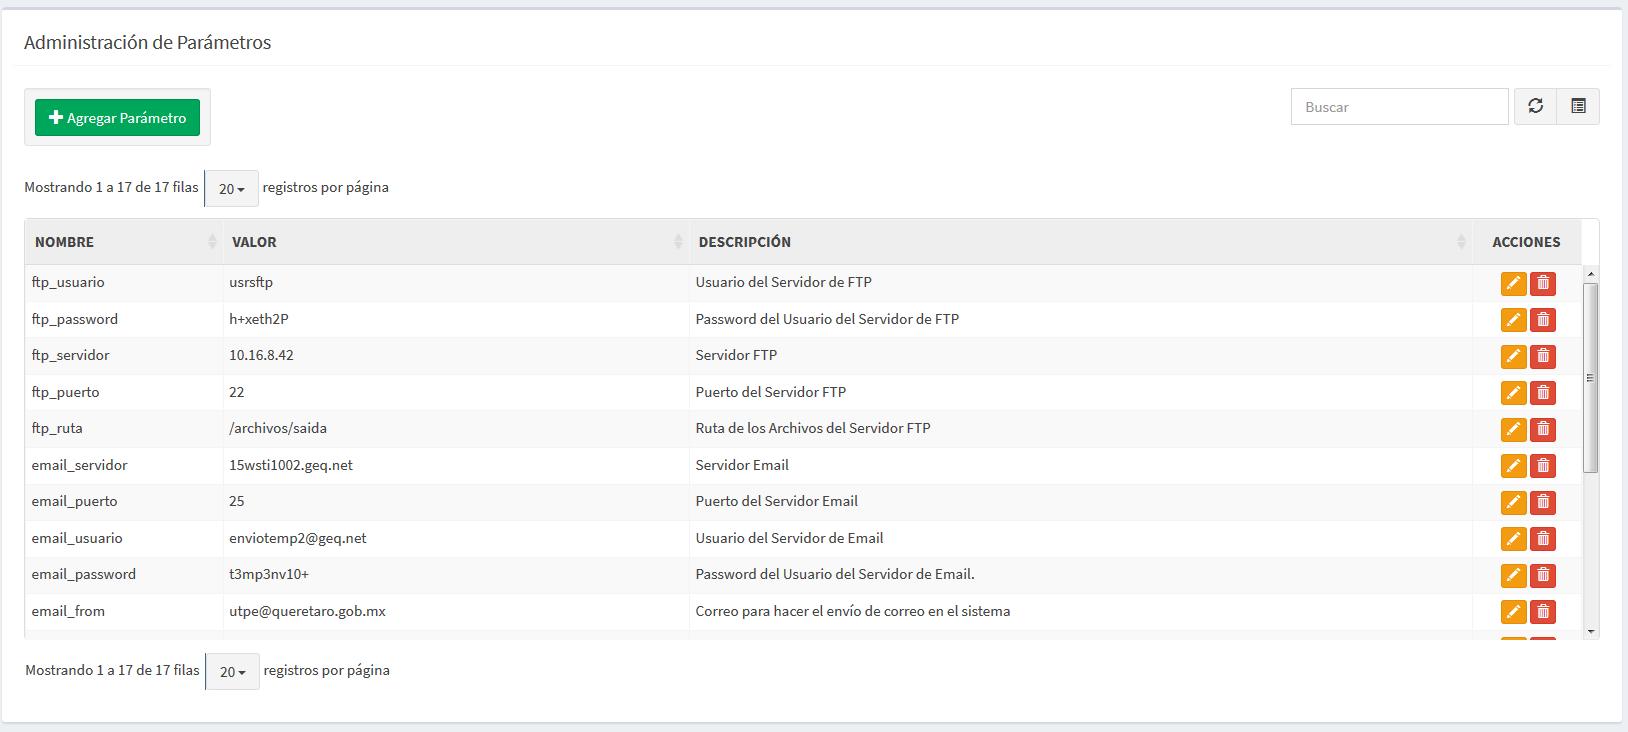 Administración de Parámetros
Agregar Parámetro
Buscar
Mostrando 1 a 17 de 17 filas 20 registros por página
NOMBRE VALOR DESCRIPCIÓN ACCIONES
ftp_usuario usrsftp Usuario del Servidor de FTP
ftp_password h+xeth2P Password del Usuario del Servidor de FTP
ftp_servidor 10.16.8.42 Servidor FTP
ftp_puerto 22 Puerto del Servidor FTP
ftp_ruta /archivos/saida Ruta de los Archivos del Servidor FTP
email_servidor 15wsti1002.geq.net Servidor Email
email_puerto 25 Puerto del Servidor Email
email_usuario enviotemp2@geq.net Usuario del Servidor de Email
email_password t3mp3nv10+ Password del Usuario del Servidor de Email.
email_from utpe@queretaro.gob.mx Correo para hacer el envío de correo en el sistema
Mostrando 1 a 17 de 17 filas 20 registros por página